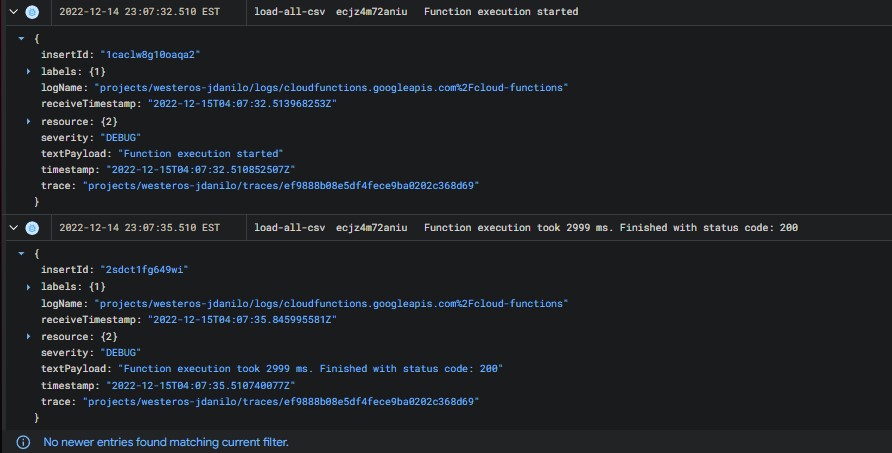 2022-12-14 23:07:32.510 EST load-all-csv ecjz4m72aniu Function execution started
{
insertId: "1caclw8g10oaqa2"
labels: {1}
logName: "projects/westeros-jdanilo/logs/cloudfunctions.googleapis.com%2Fcloud-functions"
receiveTimestamp: "2022-12-15T04:07:32.513968253Z"
resource: {2}
severity: "DEBUG"
textPayload: "Function execution started"
timestamp: "2022-12-15T04:07:32.510852507Z"
trace: "projects/westeros-jdanilo/traces/ef9888b08e5df4fece9ba0202c368d69"
}
2022-12-14 23:07:35.510 EST load-all-csv ecjz4m72aniu Function execution took 2999 ms. Finished with status code: 200
{
insertId: "2sdct1fg649wi"
labels: {1}
logName: "projects/westeros-jdanilo/logs/cloudfunctions.googleapis.com%2Fcloud-functions"
receiveTimestamp: "2022-12-15T04:07:35.845995581Z"
resource: {2}
severity: "DEBUG"
textPayload: "Function execution took 2999 ms. Finished with status code: 200"
timestamp: "2022-12-15T04:07:35.510740077Z"
trace: "projects/westeros-jdanilo/traces/ef9888b08e5df4fece9ba0202c368d69"
}
No newer entries found matching current filter.